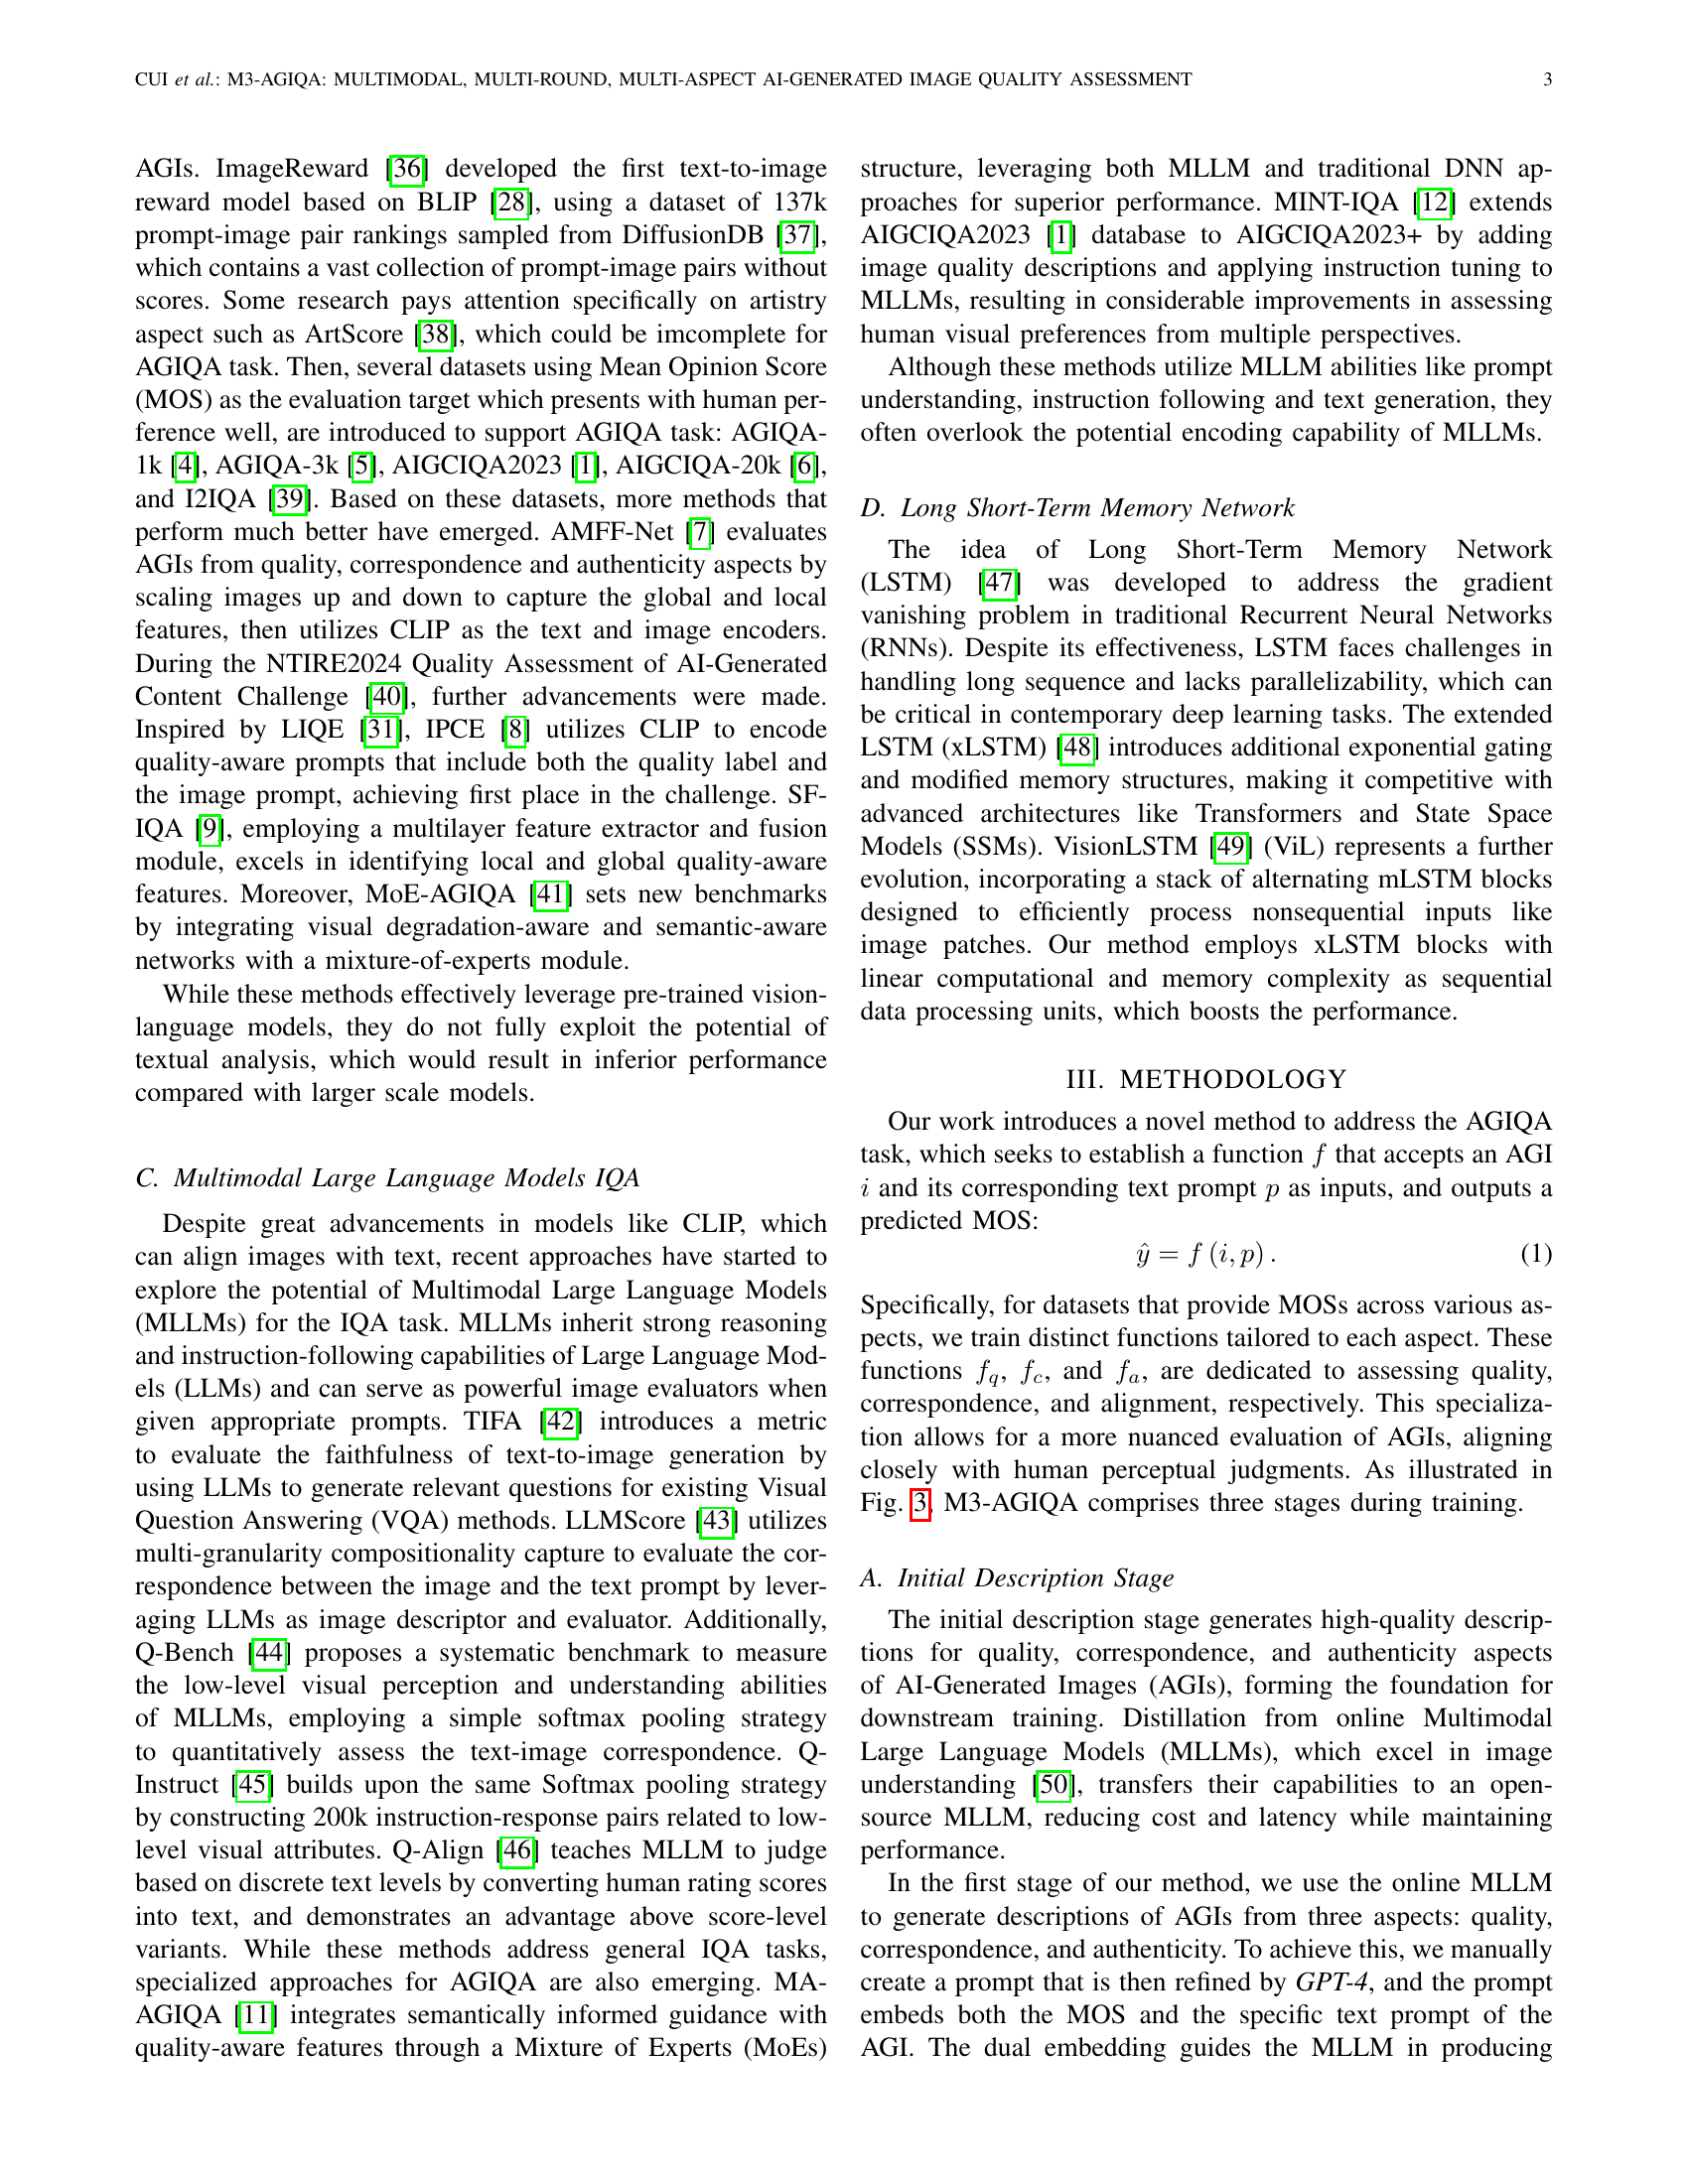 CUI et al.: M3-AGIQA: MULTIMODAL, MULTI-ROUND, MULTI-ASPECT AI-GENERATED IMAGE QUALITY ASSESSMENT 3
AGIs. ImageReward [36] developed the first text-to-image
reward model based on BLIP [28], using a dataset of 137k
prompt-image pair rankings sampled from DiffusionDB [37],
which contains a vast collection of prompt-image pairs without
scores. Some research pays attention specifically on artistry
aspect such as ArtScore [38], which could be imcomplete for
AGIQA task. Then, several datasets using Mean Opinion Score
(MOS) as the evaluation target which presents with human per-
ference well, are introduced to support AGIQA task: AGIQA-
1k [4], AGIQA-3k [5], AIGCIQA2023 [1], AIGCIQA-20k [6],
and I2IQA [39]. Based on these datasets, more methods that
perform much better have emerged. AMFF-Net [7] evaluates
AGIs from quality, correspondence and authenticity aspects by
scaling images up and down to capture the global and local
features, then utilizes CLIP as the text and image encoders.
During the NTIRE2024 Quality Assessment of AI-Generated
Content Challenge [40], further advancements were made.
Inspired by LIQE [31], IPCE [8] utilizes CLIP to encode
quality-aware prompts that include both the quality label and
the image prompt, achieving first place in the challenge. SF-
IQA [9], employing a multilayer feature extractor and fusion
module, excels in identifying local and global quality-aware
features. Moreover, MoE-AGIQA [41] sets new benchmarks
by integrating visual degradation-aware and semantic-aware
networks with a mixture-of-experts module.
While these methods effectively leverage pre-trained vision-
language models, they do not fully exploit the potential of
textual analysis, which would result in inferior performance
compared with larger scale models.
C. Multimodal Large Language Models IQA
Despite great advancements in models like CLIP, which
can align images with text, recent approaches have started to
explore the potential of Multimodal Large Language Models
(MLLMs) for the IQA task. MLLMs inherit strong reasoning
and instruction-following capabilities of Large Language Mod-
els (LLMs) and can serve as powerful image evaluators when
given appropriate prompts. TIFA [42] introduces a metric
to evaluate the faithfulness of text-to-image generation by
using LLMs to generate relevant questions for existing Visual
Question Answering (VQA) methods. LLMScore [43] utilizes
multi-granularity compositionality capture to evaluate the cor-
respondence between the image and the text prompt by lever-
aging LLMs as image descriptor and evaluator. Additionally,
Q-Bench [44] proposes a systematic benchmark to measure
the low-level visual perception and understanding abilities
of MLLMs, employing a simple softmax pooling strategy
to quantitatively assess the text-image correspondence. Q-
Instruct [45] builds upon the same Softmax pooling strategy
by constructing 200k instruction-response pairs related to low-
level visual attributes. Q-Align [46] teaches MLLM to judge
based on discrete text levels by converting human rating scores
into text, and demonstrates an advantage above score-level
variants. While these methods address general IQA tasks,
specialized approaches for AGIQA are also emerging. MA-
AGIQA [11] integrates semantically informed guidance with
quality-aware features through a Mixture of Experts (MoEs)
structure, leveraging both MLLM and traditional DNN ap-
proaches for superior performance. MINT-IQA [12] extends
AIGCIQA2023 [1] database to AIGCIQA2023+ by adding
image quality descriptions and applying instruction tuning to
MLLMs, resulting in considerable improvements in assessing
human visual preferences from multiple perspectives.
Although these methods utilize MLLM abilities like prompt
understanding, instruction following and text generation, they
often overlook the potential encoding capability of MLLMs.
D. Long Short-Term Memory Network
The idea of Long Short-Term Memory Network
(LSTM) [47] was developed to address the gradient
vanishing problem in traditional Recurrent Neural Networks
(RNNs). Despite its effectiveness, LSTM faces challenges in
handling long sequence and lacks parallelizability, which can
be critical in contemporary deep learning tasks. The extended
LSTM (xLSTM) [48] introduces additional exponential gating
and modified memory structures, making it competitive with
advanced architectures like Transformers and State Space
Models (SSMs). VisionLSTM [49] (ViL) represents a further
evolution, incorporating a stack of alternating mLSTM blocks
designed to efficiently process nonsequential inputs like
image patches. Our method employs xLSTM blocks with
linear computational and memory complexity as sequential
data processing units, which boosts the performance.
III. METHODOLOGY
Our work introduces a novel method to address the AGIQA
task, which seeks to establish a function f that accepts an AGI
i and its corresponding text prompt p as inputs, and outputs a
predicted MOS:
ŷ = f (i, p) . (1)
Specifically, for datasets that provide MOSs across various as-
pects, we train distinct functions tailored to each aspect. These
functions f_q, f_c, and f_a, are dedicated to assessing quality,
correspondence, and alignment, respectively. This specializa-
tion allows for a more nuanced evaluation of AGIs, aligning
closely with human perceptual judgments. As illustrated in
Fig. 3, M3-AGIQA comprises three stages during training.
A. Initial Description Stage
The initial description stage generates high-quality descrip-
tions for quality, correspondence, and authenticity aspects
of AI-Generated Images (AGIs), forming the foundation for
downstream training. Distillation from online Multimodal
Large Language Models (MLLMs), which excel in image
understanding [50], transfers their capabilities to an open-
source MLLM, reducing cost and latency while maintaining
performance.
In the first stage of our method, we use the online MLLM
to generate descriptions of AGIs from three aspects: quality,
correspondence, and authenticity. To achieve this, we manually
create a prompt that is then refined by GPT-4, and the prompt
embeds both the MOS and the specific text prompt of the
AGI. The dual embedding guides the MLLM in producing